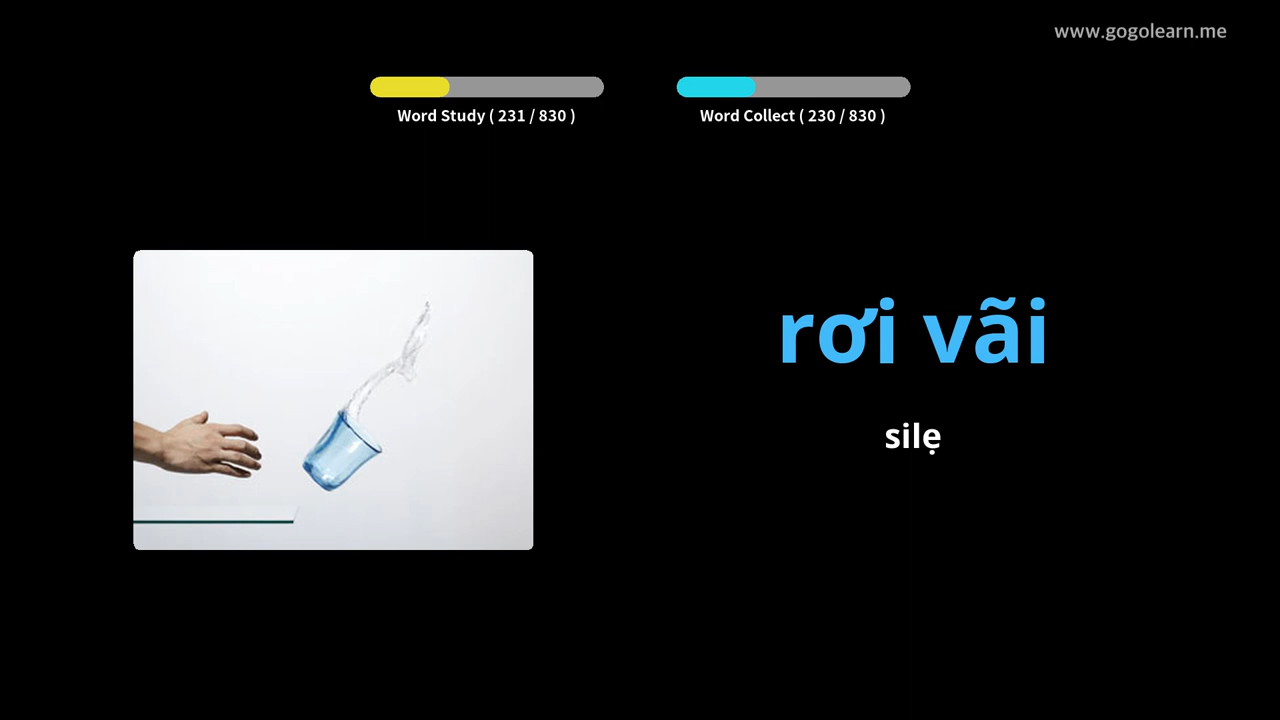 www.gogolearn.me
Word Study ( 231 / 830 )
Word Collect ( 230 / 830 )
rơi vãi
silẹ